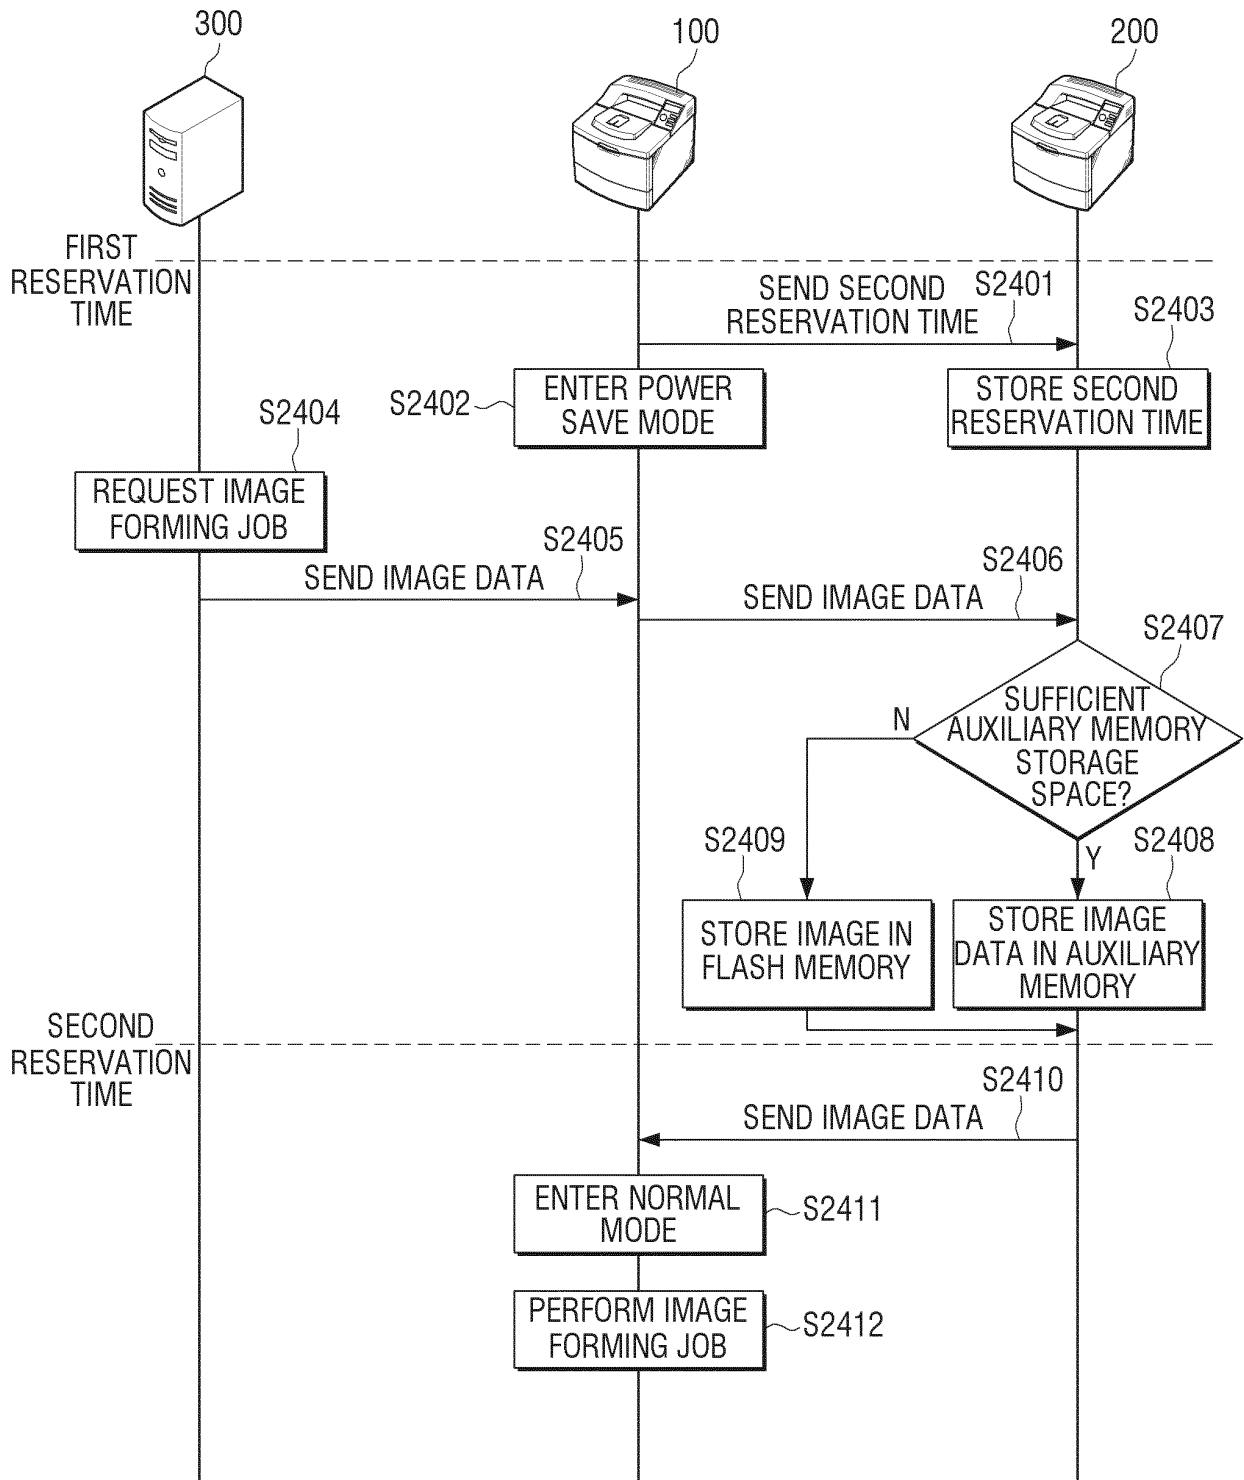 300
100
200
FIRST
RESERVATION
TIME
SEND SECOND
RESERVATION TIME
S2401
S2403
S2402
ENTER POWER
SAVE MODE
STORE SECOND
RESERVATION TIME
S2404
REQUEST IMAGE
FORMING JOB
S2405
SEND IMAGE DATA
S2406
SEND IMAGE DATA
S2407
SUFFICIENT
AUXILIARY MEMORY
STORAGE
SPACE?
N
Y
S2409
S2408
STORE IMAGE IN
FLASH MEMORY
STORE IMAGE
DATA IN AUXILIARY
MEMORY
SECOND
RESERVATION
TIME
S2410
SEND IMAGE DATA
ENTER NORMAL
MODE
S2411
PERFORM IMAGE
FORMING JOB
S2412